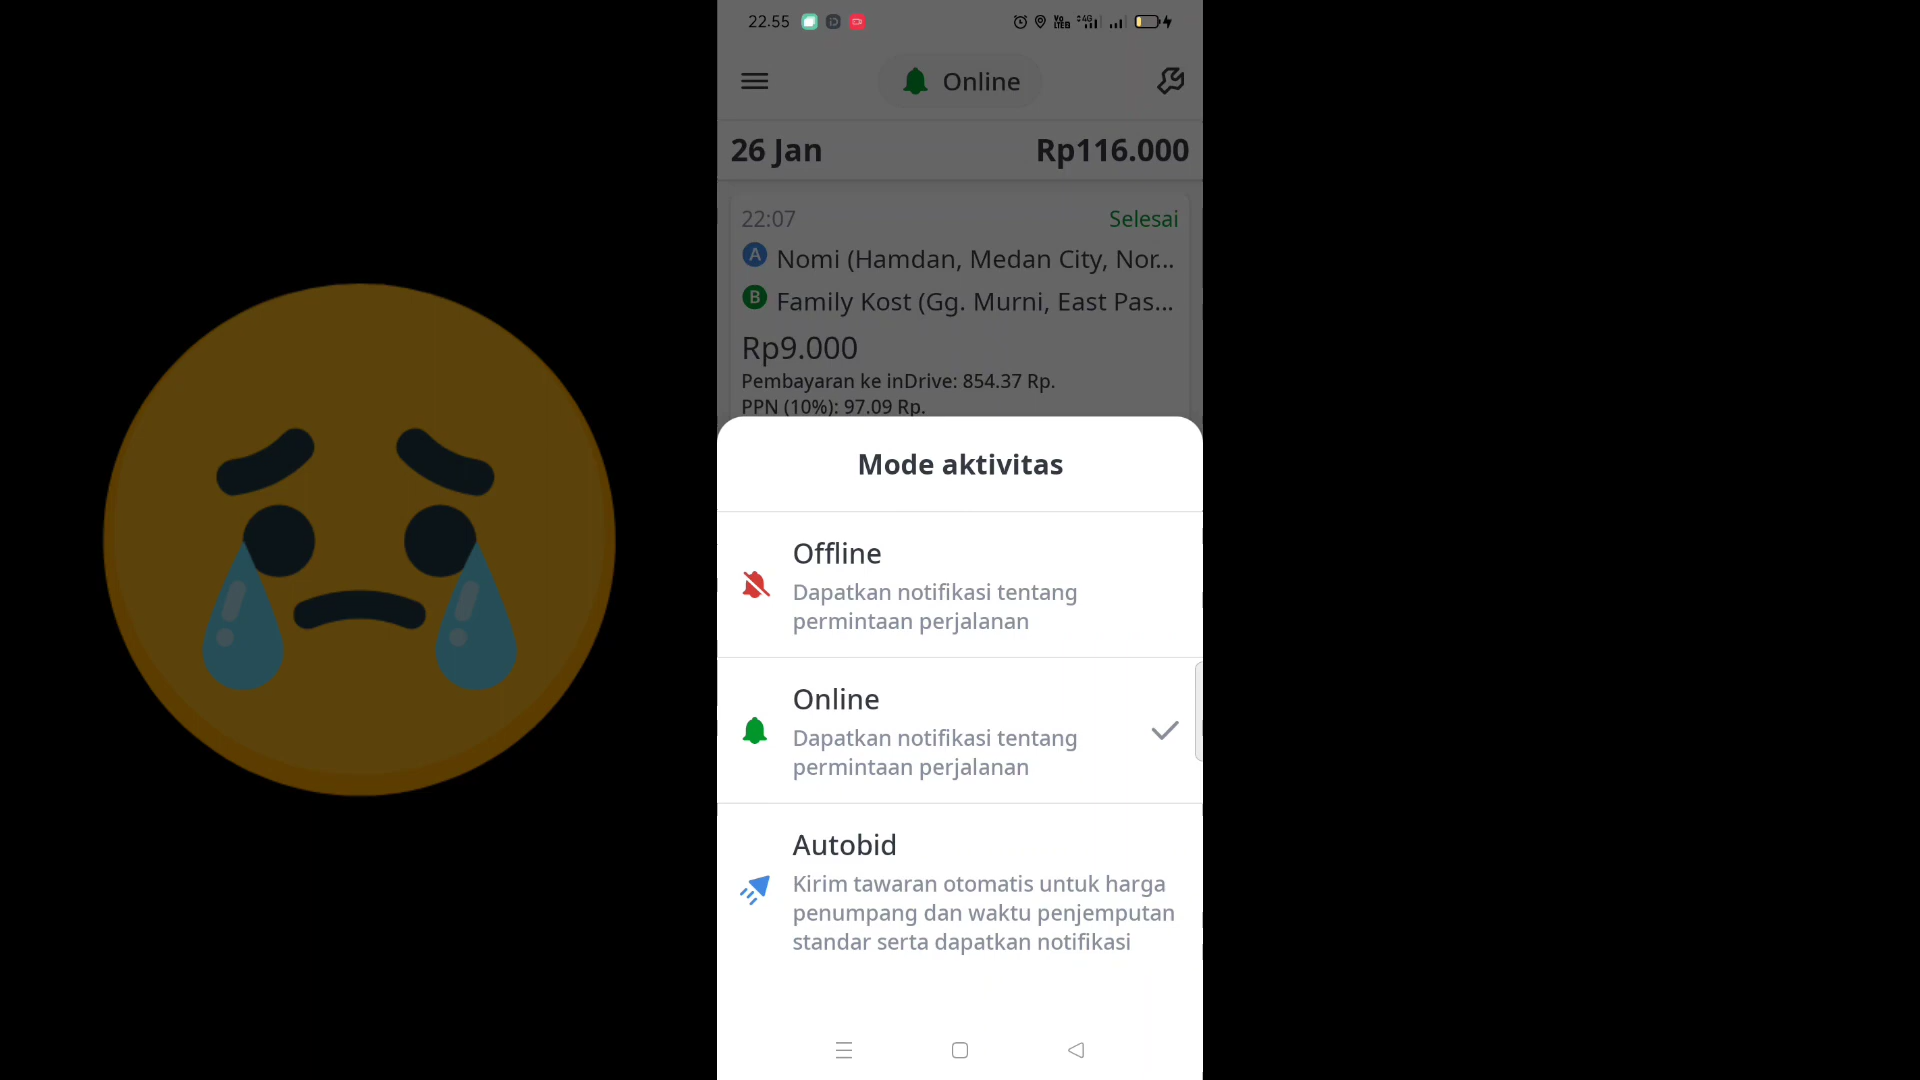 22.55
Online
26 Jan
Rp116.000
22:07
Selesai
A Nomi (Hamdan, Medan City, Nor...
B Family Kost (Gg. Murni, East Pas...
Rp9.000
Pembayaran ke inDrive: 854.37 Rp.
PPN (10%): 97.09 Rp.
Mode aktivitas
Offline
Dapatkan notifikasi tentang
permintaan perjalanan
Online
Dapatkan notifikasi tentang
permintaan perjalanan
Autobid
Kirim tawaran otomatis untuk harga
penumpang dan waktu penjemputan
standar serta dapatkan notifikasi